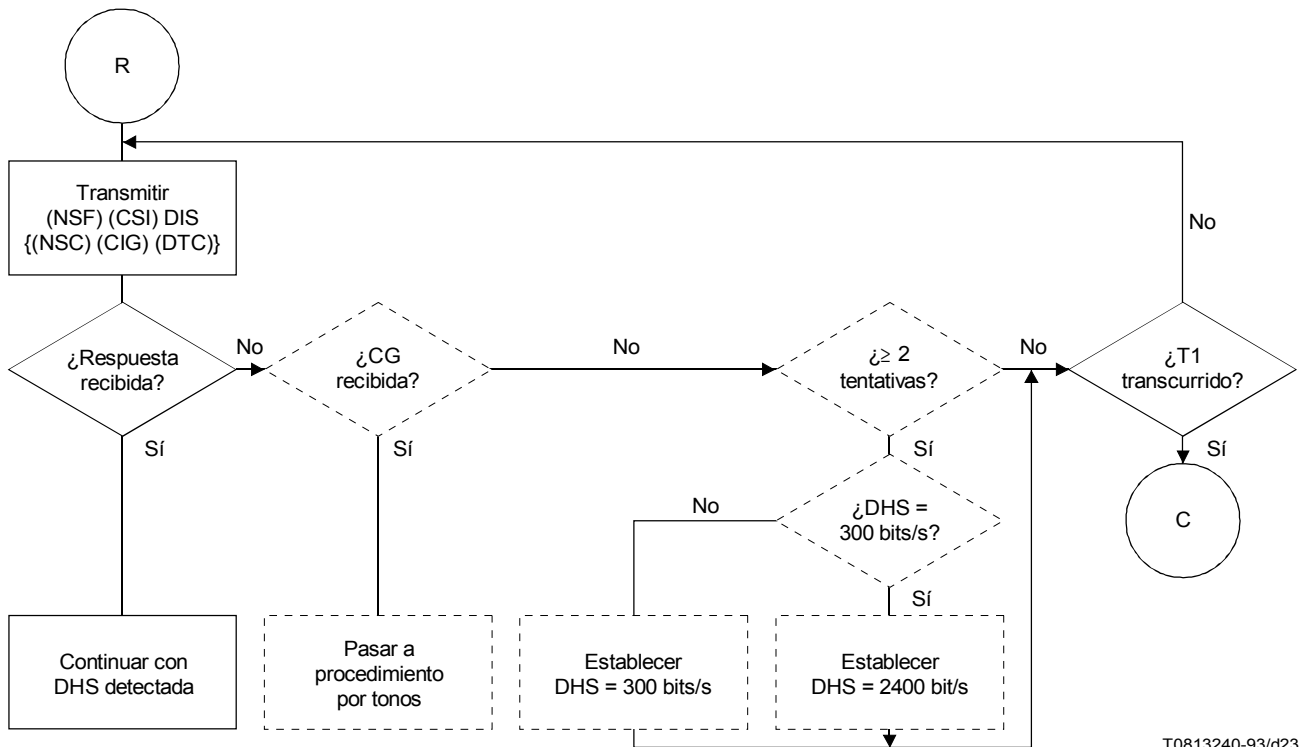 R
Transmitir
(NSF) (CSI) DIS
{(NSC) (CIG) (DTC)}
No
¿Respuesta
recibida?
No
¿CG
recibida?
No
¿≥ 2
tentativas?
No
¿T1
transcurrido?
Sí
Sí
Sí
Sí
No
¿DHS =
300 bits/s?
C
Sí
Continuar con
DHS detectada
Pasar a
procedimiento
por tonos
Establecer
DHS = 300 bits/s
Establecer
DHS = 2400 bit/s
T0813240-93/d23